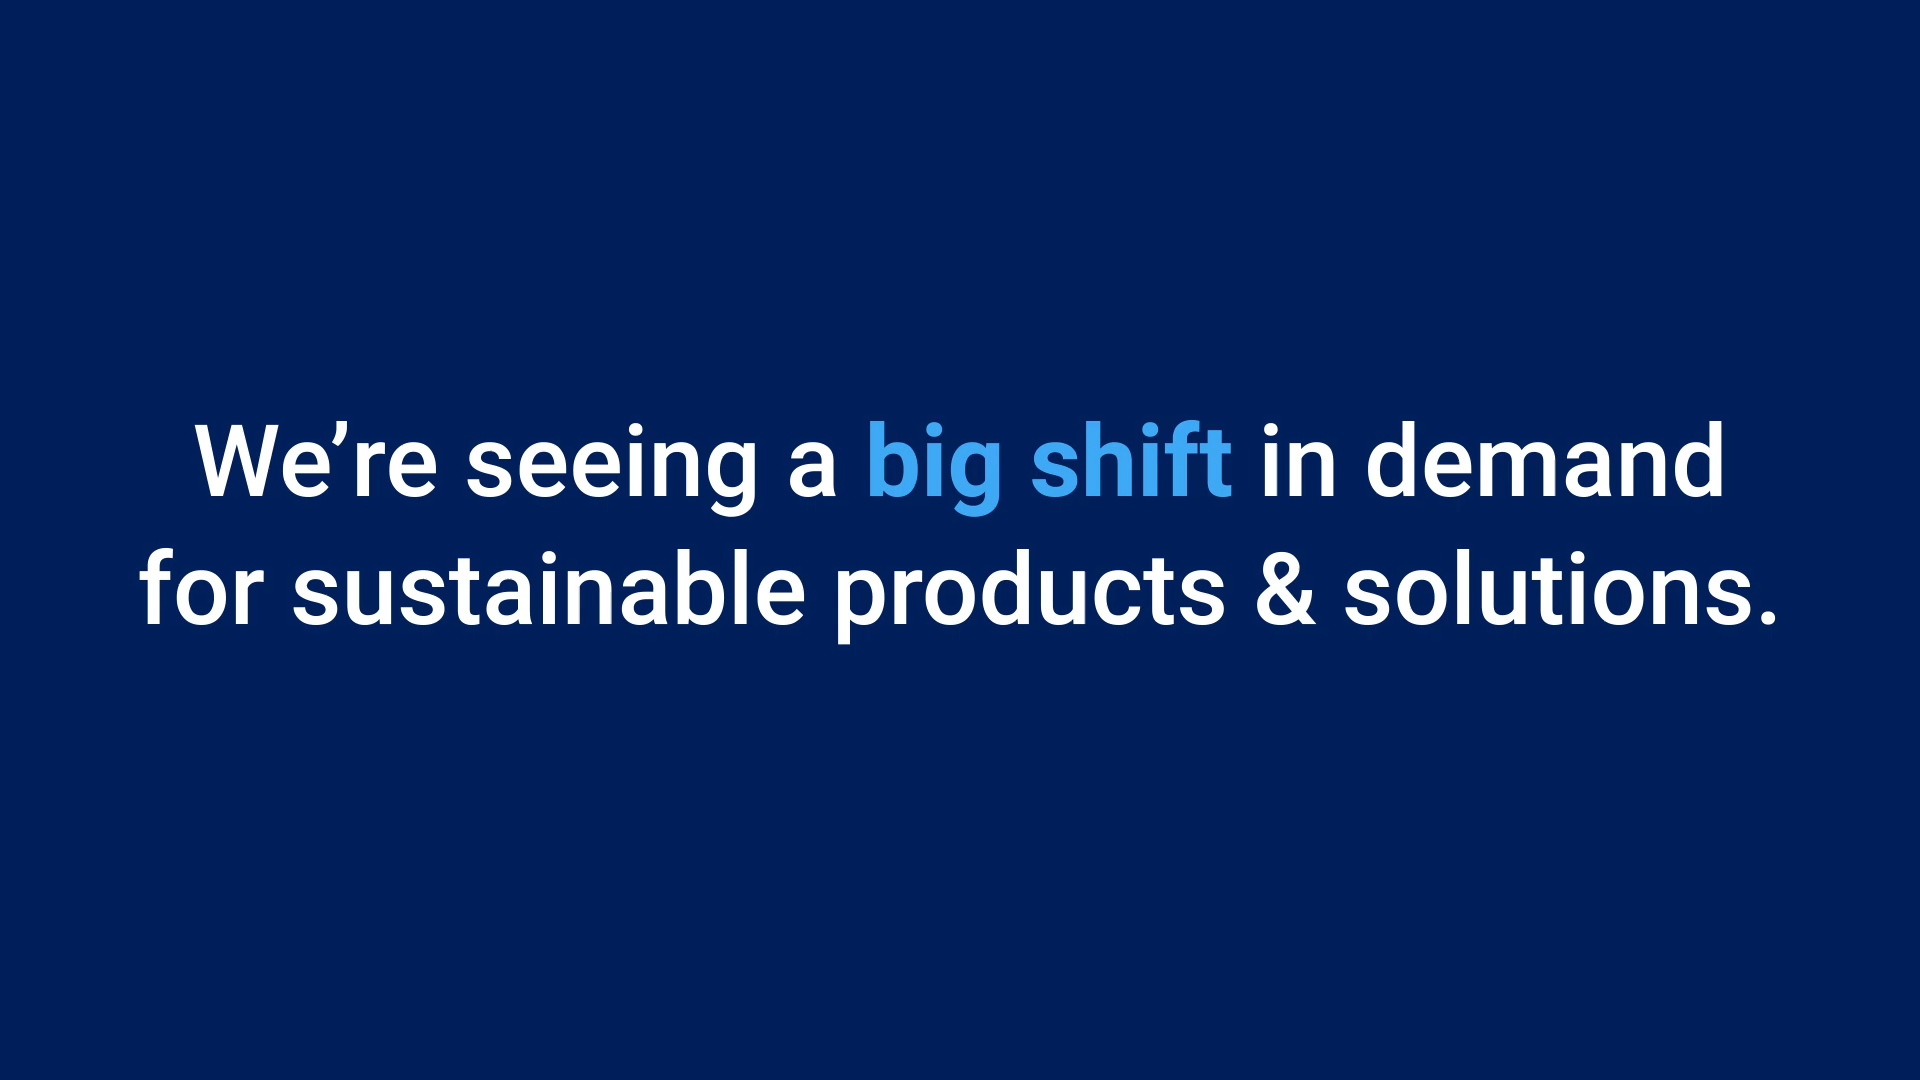 We’re seeing a big shift in demand
for sustainable products & solutions.